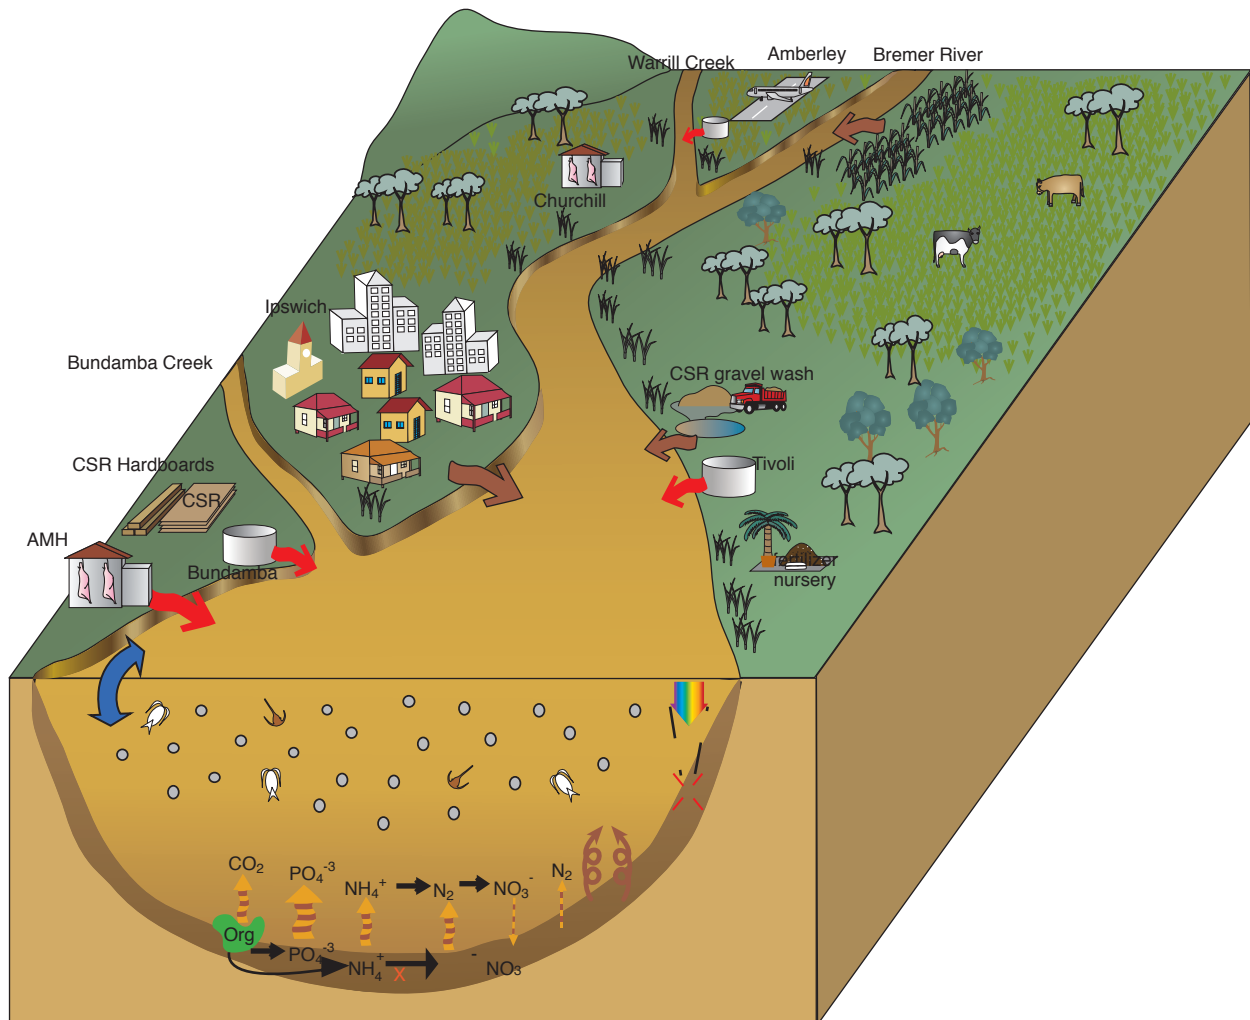 Warrill Creek
Amberley
Bremer River
Churchill
Ipswich
Bundamba Creek
CSR gravel wash
CSR Hardboards
CSR
Tivoli
AMH
Bundamba
fertilizer
nursery
CO₂
PO₄⁻³
NH₄⁺
N₂
NO₃⁻
N₂
Org
PO₄⁻³
NH₄⁺
X
⁻
NO₃